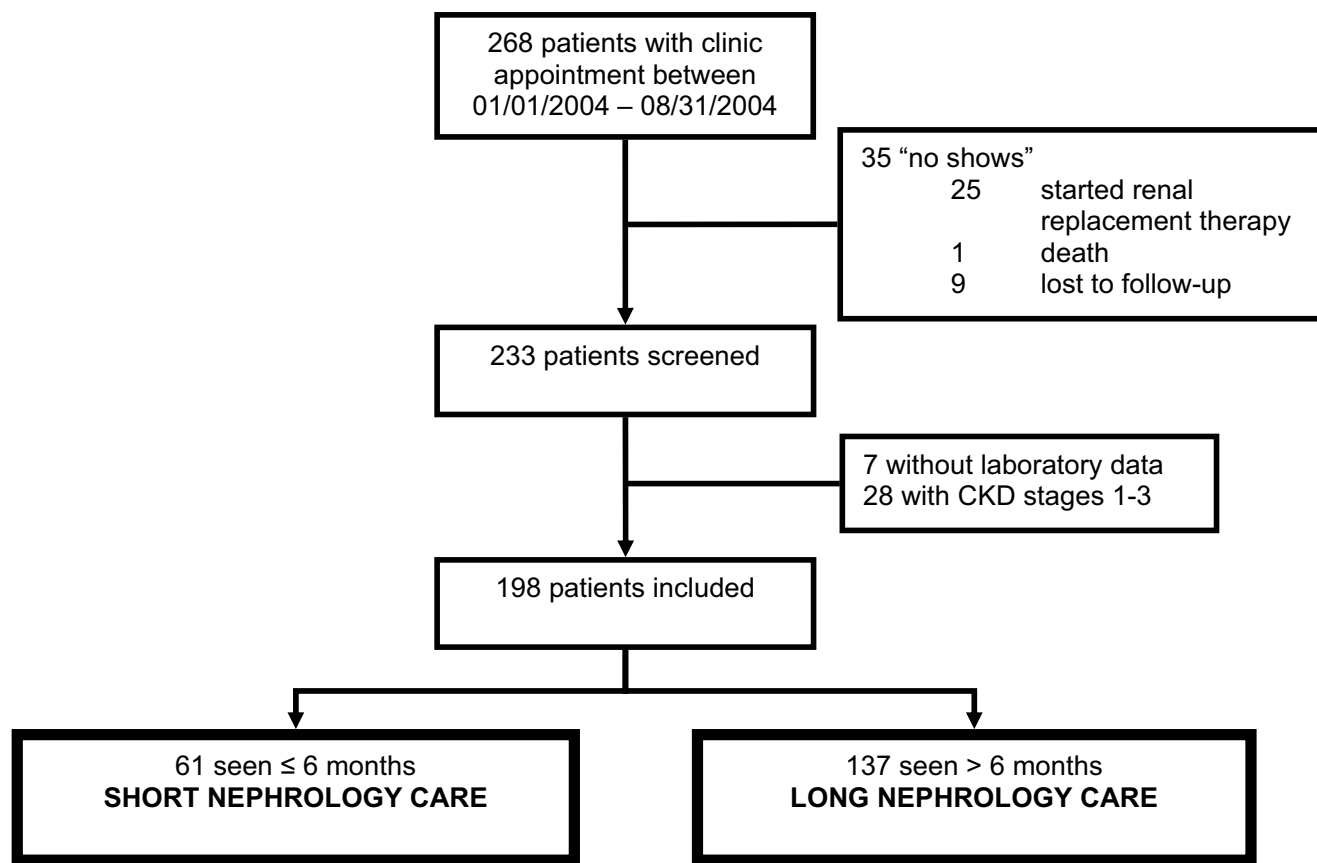 268 patients with clinic
appointment between
01/01/2004 – 08/31/2004
35 “no shows”
25 started renal
replacement therapy
1 death
9 lost to follow-up
233 patients screened
7 without laboratory data
28 with CKD stages 1-3
198 patients included
61 seen ≤ 6 months
SHORT NEPHROLOGY CARE
137 seen > 6 months
LONG NEPHROLOGY CARE